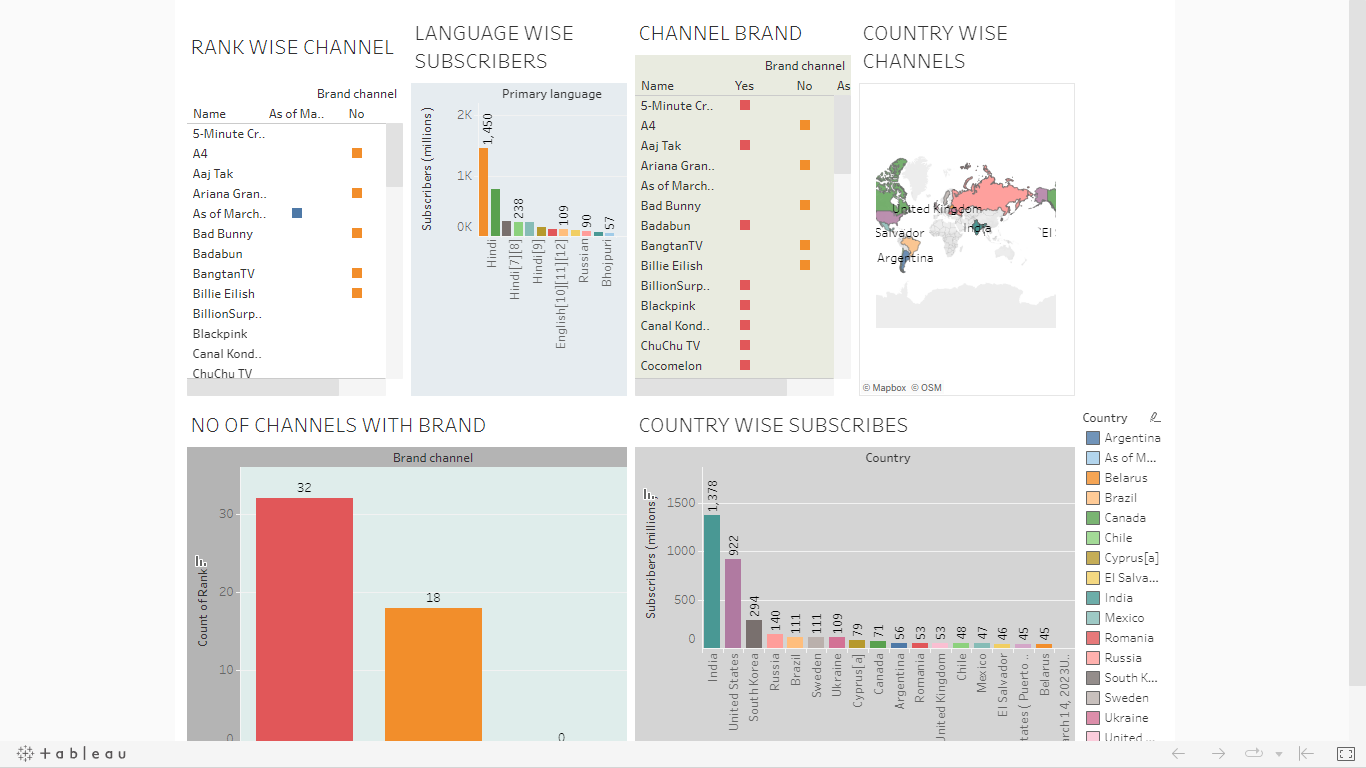 RANK WISE CHANNEL
Brand channel
Name As of Ma.. No
5-Minute Cr..
A4
Aaj Tak
Ariana Gran..
As of March..
Bad Bunny
Badabun
BangtanTV
Billie Eilish
BillionSurp..
Blackpink
Canal Kond..
ChuChu TV
LANGUAGE WISE
SUBSCRIBERS
Primary language
Subscribers (millions)
2K
1K
0K
1,450
238
109
90
57
Hindi
Hindi[7][8]
Hindi[9]
English[10][11][12]
Russian
Bhojpuri
CHANNEL BRAND
Brand channel
Name Yes No As
5-Minute Cr..
A4
Aaj Tak
Ariana Gran..
As of March..
Bad Bunny
Badabun
BangtanTV
Billie Eilish
BillionSurp..
Blackpink
Canal Kond..
ChuChu TV
Cocomelon
COUNTRY WISE
CHANNELS
United Kingdom
India
Salvador
El
Argentina
© Mapbox © OSM
NO OF CHANNELS WITH BRAND
Brand channel
Count of Rank
30
20
10
0
32
18
0
COUNTRY WISE SUBSCRIBES
Country
Subscribers (millions)
1500
1000
500
0
1,378
922
294
140
111
111
109
79
71
56
53
53
48
47
46
45
45
India
United States
South Korea
Russia
Brazil
Sweden
Ukraine
Cyprus[a]
Canada
Argentina
Romania
United Kingdom
Chile
Mexico
El Salvador
tates ( Puerto ..
Belarus
arch 14, 2023U..
Country
Argentina
As of M...
Belarus
Brazil
Canada
Chile
Cyprus[a]
El Salva...
India
Mexico
Romania
Russia
South K...
Sweden
Ukraine
United ...
+ableau